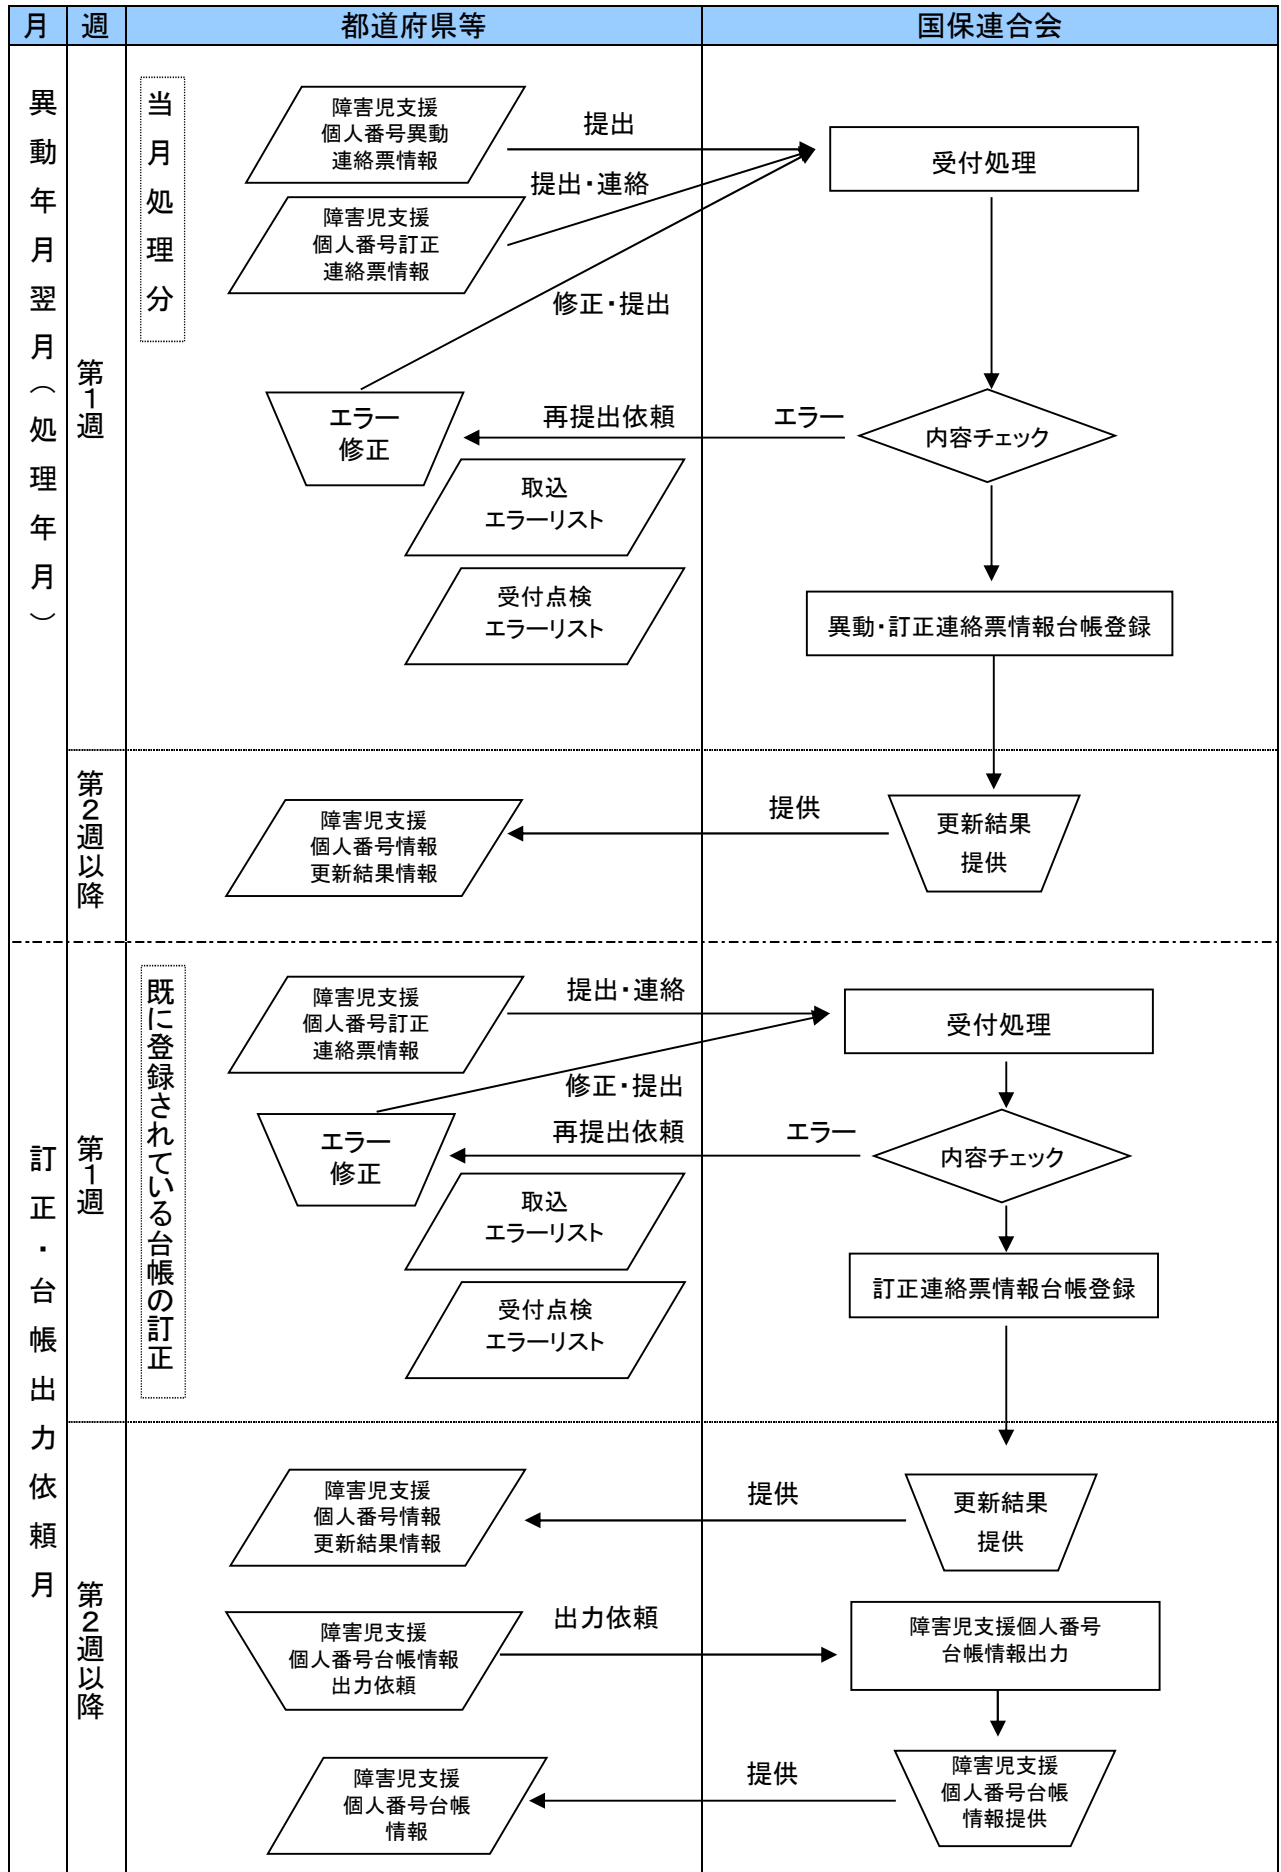 月
週
都道府県等
国保連合会
異動年月翌月（処理年月）
第1週
当月処理分
障害児支援
個人番号異動
連絡票情報
提出
受付処理
提出・連絡
障害児支援
個人番号訂正
連絡票情報
修正・提出
エラー
修正
再提出依頼
エラー
内容チェック
取込
エラーリスト
受付点検
エラーリスト
異動・訂正連絡票情報台帳登録
第2週以降
障害児支援
個人番号情報
更新結果情報
提供
更新結果
提供
訂正・台帳出力依頼月
第1週
既に登録されている台帳の訂正
障害児支援
個人番号訂正
連絡票情報
提出・連絡
受付処理
修正・提出
エラー
修正
再提出依頼
エラー
内容チェック
取込
エラーリスト
訂正連絡票情報台帳登録
受付点検
エラーリスト
第2週以降
障害児支援
個人番号情報
更新結果情報
提供
更新結果
提供
障害児支援
個人番号台帳情報
出力依頼
出力依頼
障害児支援個人番号
台帳情報出力
障害児支援
個人番号台帳
情報
提供
障害児支援
個人番号台帳
情報提供